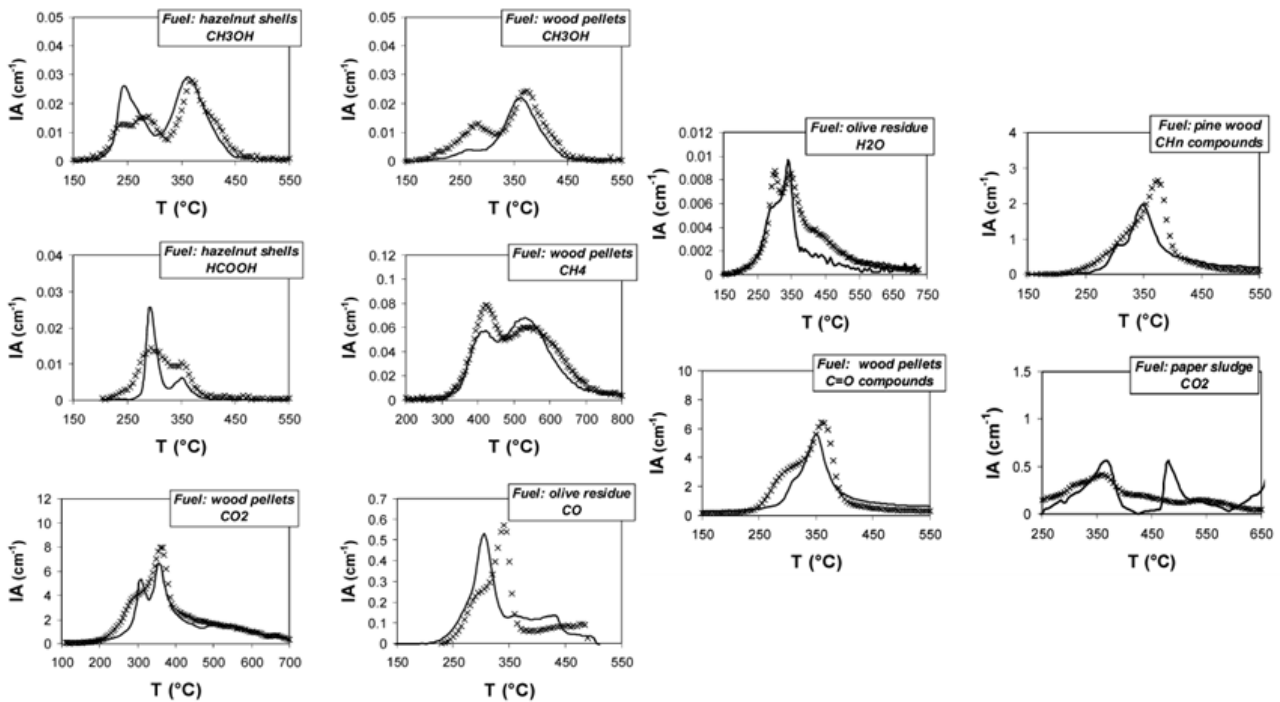 Fuel: hazelnut shells
CH3OH
0.05
0.04
0.03
0.02
0.01
0
IA (cm-1)
150 250 350 450 550
T (°C)
Fuel: wood pellets
CH3OH
0.05
0.04
0.03
0.02
0.01
0
IA (cm-1)
150 250 350 450 550
T (°C)
Fuel: hazelnut shells
HCOOH
0.04
0.03
0.02
0.01
0
IA (cm-1)
150 250 350 450 550
T (°C)
Fuel: wood pellets
CH4
0.12
0.1
0.08
0.06
0.04
0.02
0
IA (cm-1)
200 300 400 500 600 700 800
T (°C)
Fuel: wood pellets
CO2
12
10
8
6
4
2
0
IA (cm-1)
100 200 300 400 500 600 700
T (°C)
Fuel: olive residue
CO
0.7
0.6
0.5
0.4
0.3
0.2
0.1
0
IA (cm-1)
150 250 350 450 550
T (°C)
Fuel: olive residue
H2O
0.012
0.01
0.008
0.006
0.004
0.002
0
IA (cm-1)
150 250 350 450 550 650 750
T (°C)
Fuel: pine wood
CHn compounds
4
3
2
1
0
IA (cm-1)
150 250 350 450 550
T (°C)
Fuel: wood pellets
C=O compounds
10
8
6
4
2
0
IA (cm-1)
150 250 350 450 550
T (°C)
Fuel: paper sludge
CO2
1.5
1
0.5
0
IA (cm-1)
250 350 450 550 650
T (°C)